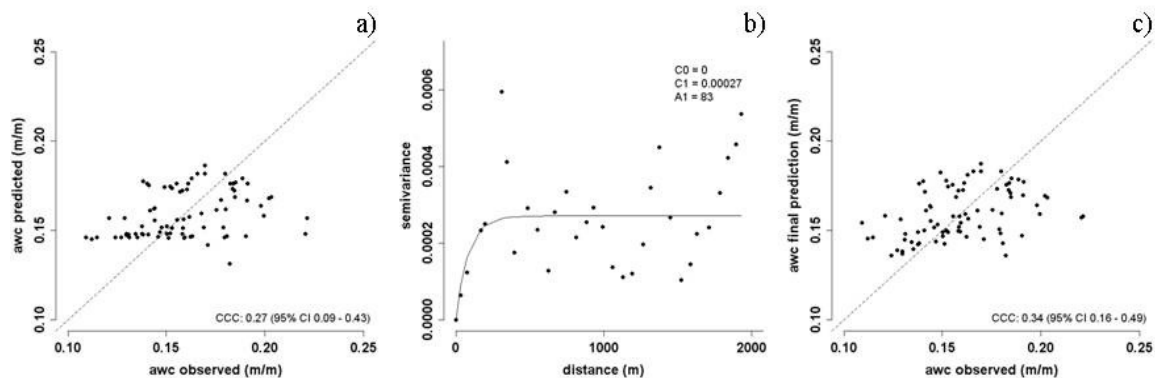 a)
0.25
0.20
0.15
0.10
awc predicted (m/m)
CCC: 0.27 (95% CI 0.09 - 0.43)
0.10 0.15 0.20 0.25
awc observed (m/m)
b)
C0 = 0
C1 = 0.00027
A1 = 83
0.0006
0.0004
0.0002
0.0000
semivariance
0 1000 2000
distance (m)
c)
0.25
0.20
0.15
0.10
awc final prediction (m/m)
CCC: 0.34 (95% CI 0.16 - 0.49)
0.10 0.15 0.20 0.25
awc observed (m/m)